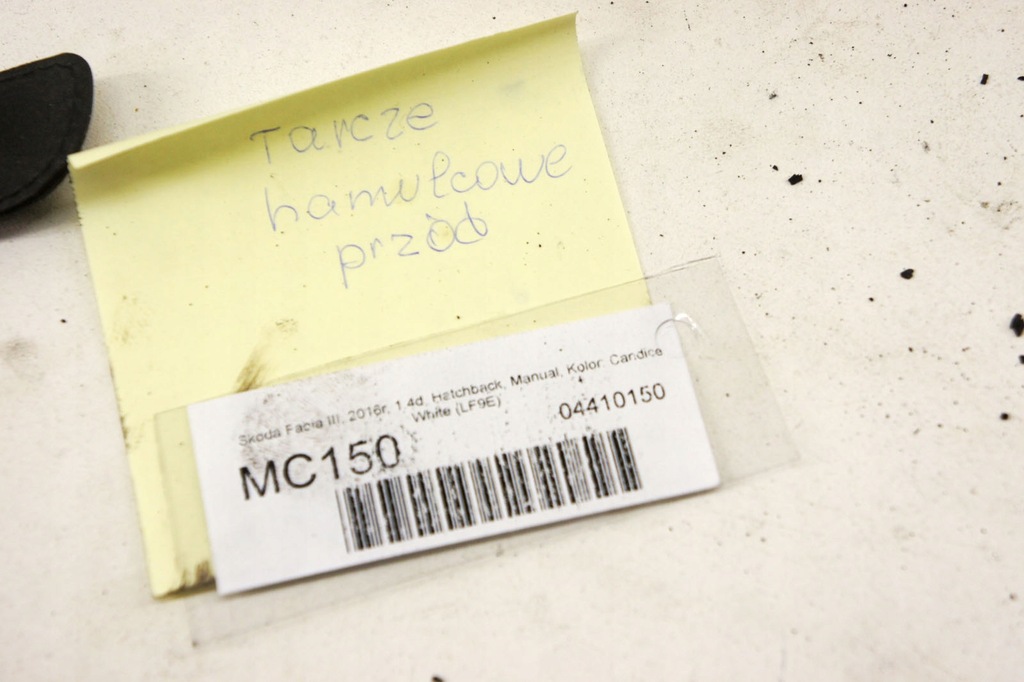 Tarcze
hamulcowe
przód
Skoda Fabia III, 2016r, 1.4d, Hatchback, Manual, Kolor: Candice
White (LF9E)
04410150
MC150